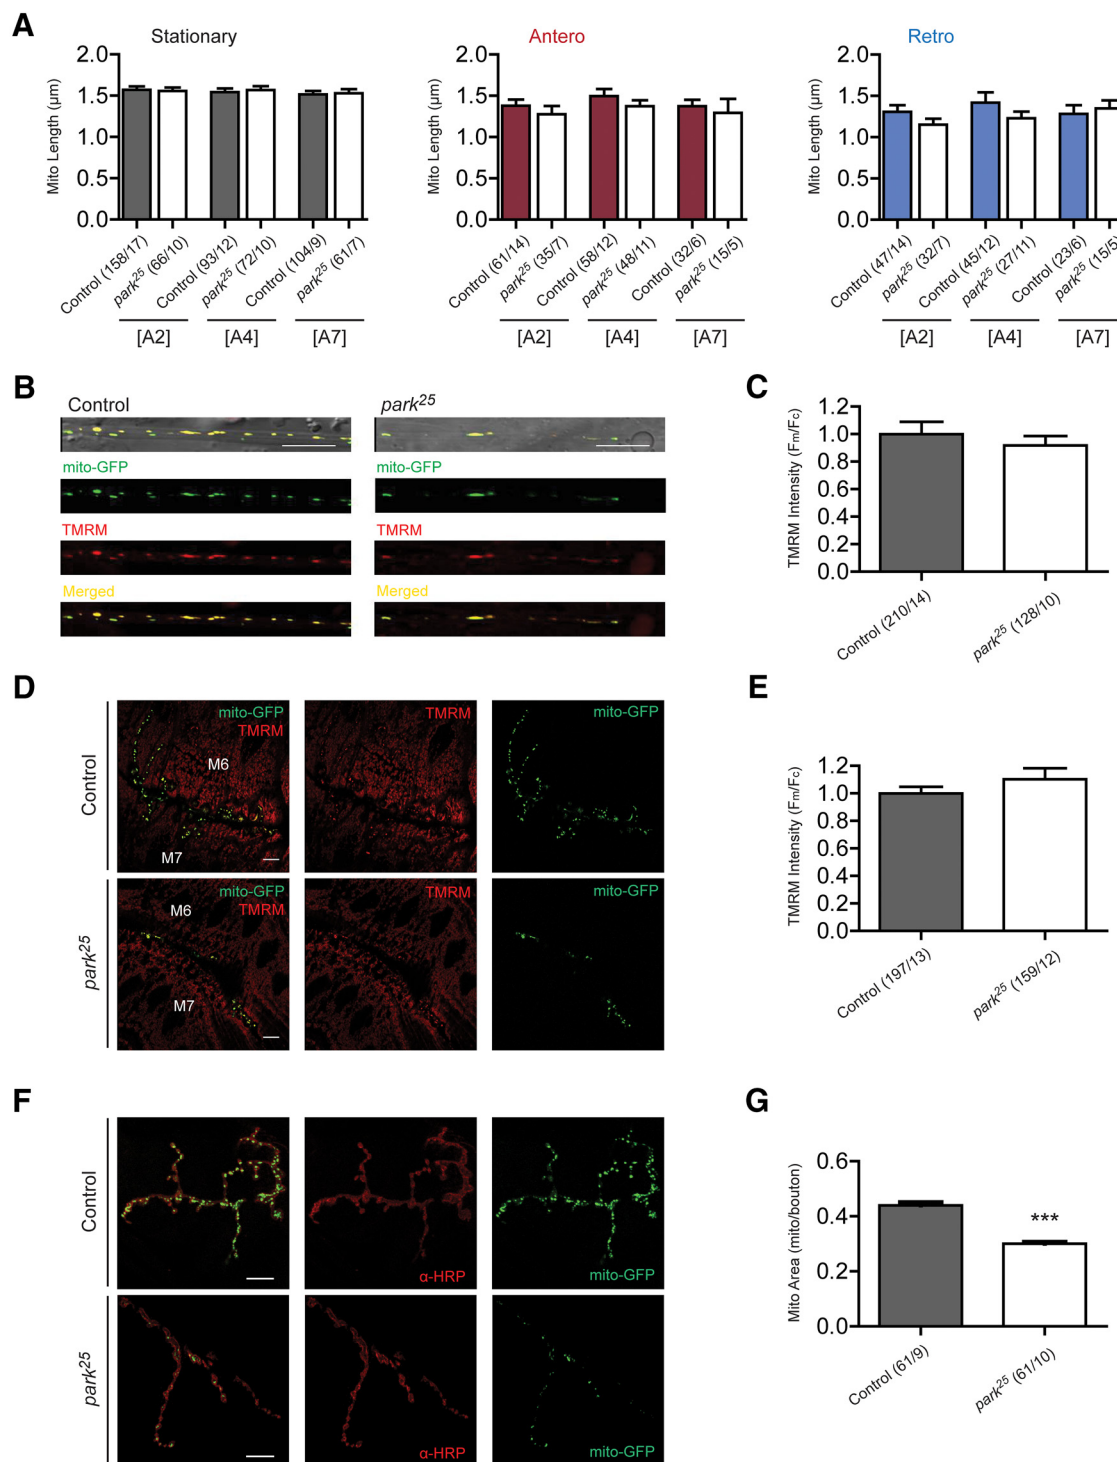 A
Stationary
Antero
Retro
Mito Length (µm)
2.0
1.5
1.0
0.5
0.0
Control (158/17)
park25 (66/10)
Control (93/12)
park25 (72/10)
Control (104/9)
park25 (61/7)
[A2]
[A4]
[A7]
Mito Length (µm)
2.0
1.5
1.0
0.5
0.0
Control (61/14)
park25 (35/7)
Control (58/12)
park25 (48/11)
Control (32/6)
park25 (15/5)
[A2]
[A4]
[A7]
Mito Length (µm)
2.0
1.5
1.0
0.5
0.0
Control (47/14)
park25 (32/7)
Control (45/12)
park25 (27/11)
Control (23/6)
park25 (15/5)
[A2]
[A4]
[A7]
B
Control
park25
mito-GFP
mito-GFP
TMRM
TMRM
Merged
Merged
C
TMRM Intensity (Fm/Fc)
1.2
1.0
0.8
0.6
0.4
0.2
0.0
Control (210/14)
park25 (128/10)
D
Control
mito-GFP
TMRM
M6
M7
TMRM
mito-GFP
park25
mito-GFP
TMRM
M6
M7
TMRM
mito-GFP
E
TMRM Intensity (Fm/Fc)
1.2
1.0
0.8
0.6
0.4
0.2
0.0
Control (197/13)
park25 (159/12)
F
Control
α-HRP
mito-GFP
park25
α-HRP
mito-GFP
G
Mito Area (mito/bouton)
0.6
0.4
0.2
0.0
***
Control (61/9)
park25 (61/10)